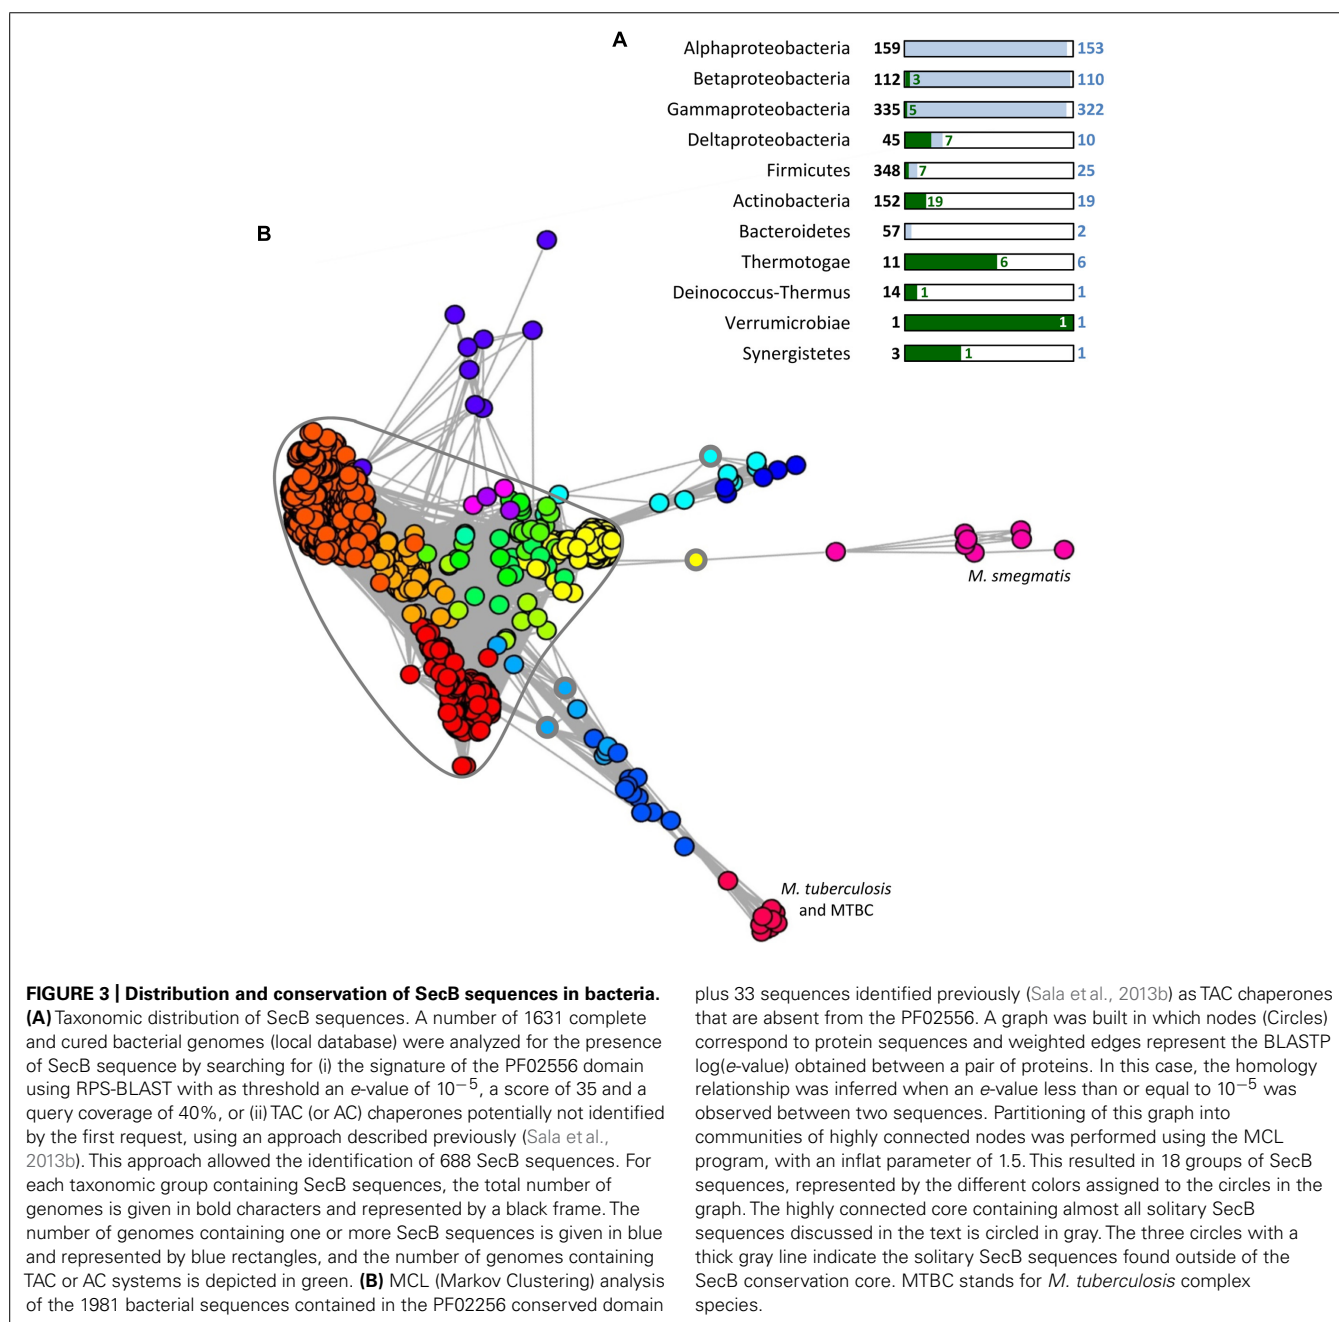 A
Alphaproteobacteria 159 153
Betaproteobacteria 112 3 110
Gammaproteobacteria 335 5 322
Deltaproteobacteria 45 7 10
Firmicutes 348 7 25
Actinobacteria 152 19 19
Bacteroidetes 57 2
Thermotogae 11 6 6
Deinococcus-Thermus 14 1 1
Verrumicrobiae 1 1 1
Synergistetes 3 1 1
B
M. smegmatis
M. tuberculosis
and MTBC
FIGURE 3 | Distribution and conservation of SecB sequences in bacteria.
(A) Taxonomic distribution of SecB sequences. A number of 1631 complete
and cured bacterial genomes (local database) were analyzed for the presence
of SecB sequence by searching for (i) the signature of the PF02556 domain
using RPS-BLAST with as threshold an e-value of 10−5, a score of 35 and a
query coverage of 40%, or (ii) TAC (or AC) chaperones potentially not identified
by the first request, using an approach described previously (Sala et al.,
2013b). This approach allowed the identification of 688 SecB sequences. For
each taxonomic group containing SecB sequences, the total number of
genomes is given in bold characters and represented by a black frame. The
number of genomes containing one or more SecB sequences is given in blue
and represented by blue rectangles, and the number of genomes containing
TAC or AC systems is depicted in green. (B) MCL (Markov Clustering) analysis
of the 1981 bacterial sequences contained in the PF02256 conserved domain
plus 33 sequences identified previously (Sala et al., 2013b) as TAC chaperones
that are absent from the PF02556. A graph was built in which nodes (Circles)
correspond to protein sequences and weighted edges represent the BLASTP
log(e-value) obtained between a pair of proteins. In this case, the homology
relationship was inferred when an e-value less than or equal to 10−5 was
observed between two sequences. Partitioning of this graph into
communities of highly connected nodes was performed using the MCL
program, with an inflat parameter of 1.5. This resulted in 18 groups of SecB
sequences, represented by the different colors assigned to the circles in the
graph. The highly connected core containing almost all solitary SecB
sequences discussed in the text is circled in gray. The three circles with a
thick gray line indicate the solitary SecB sequences found outside of the
SecB conservation core. MTBC stands for M. tuberculosis complex
species.